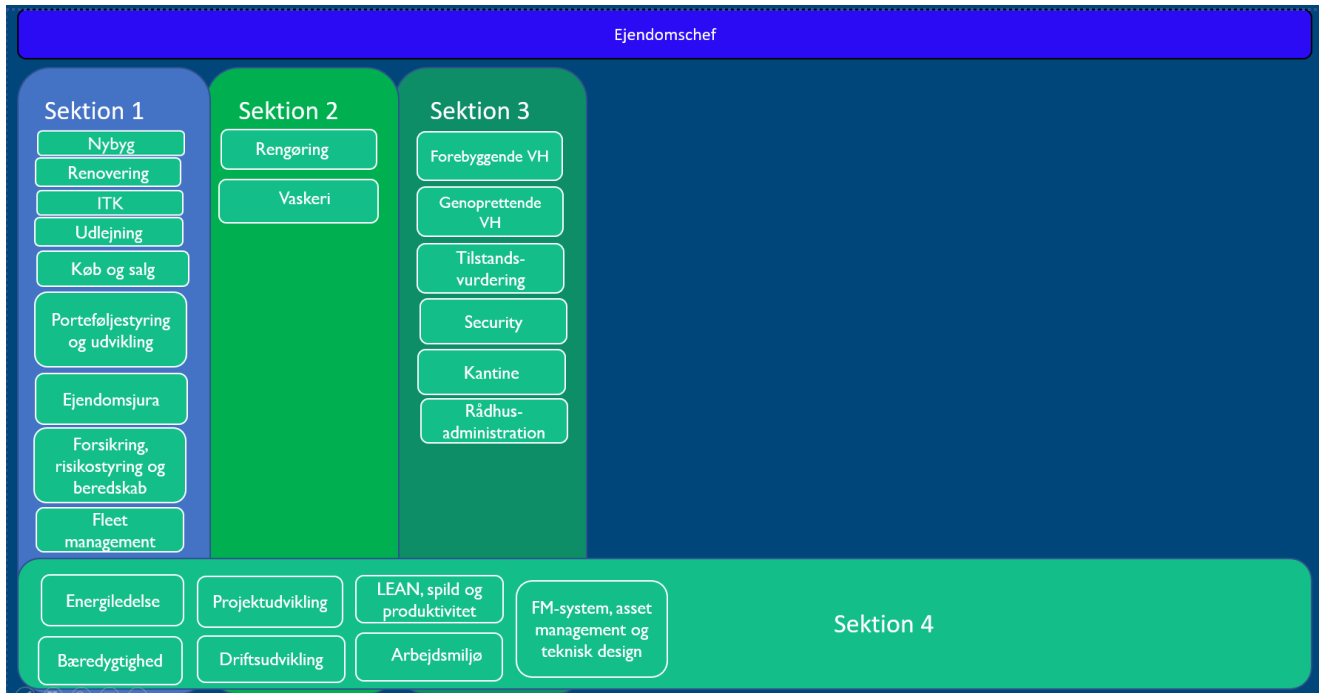 Ejendomschef
Sektion 1
Nybyg
Renovering
ITK
Udlejning
Køb og salg
Porteføljestyring
og udvikling
Ejendomsjura
Forsikring,
risikostyring og
beredskab
Fleet
management
Sektion 2
Rengøring
Vaskeri
Sektion 3
Forebyggende VH
Genoprettende
VH
Tilstands-
vurdering
Security
Kantine
Rådhus-
administration
Energiledelse
Bæredygtighed
Projektudvikling
Driftsudvikling
LEAN, spild og
produktivitet
Arbejdsmiljø
FM-system, asset
management og
teknisk design
Sektion 4